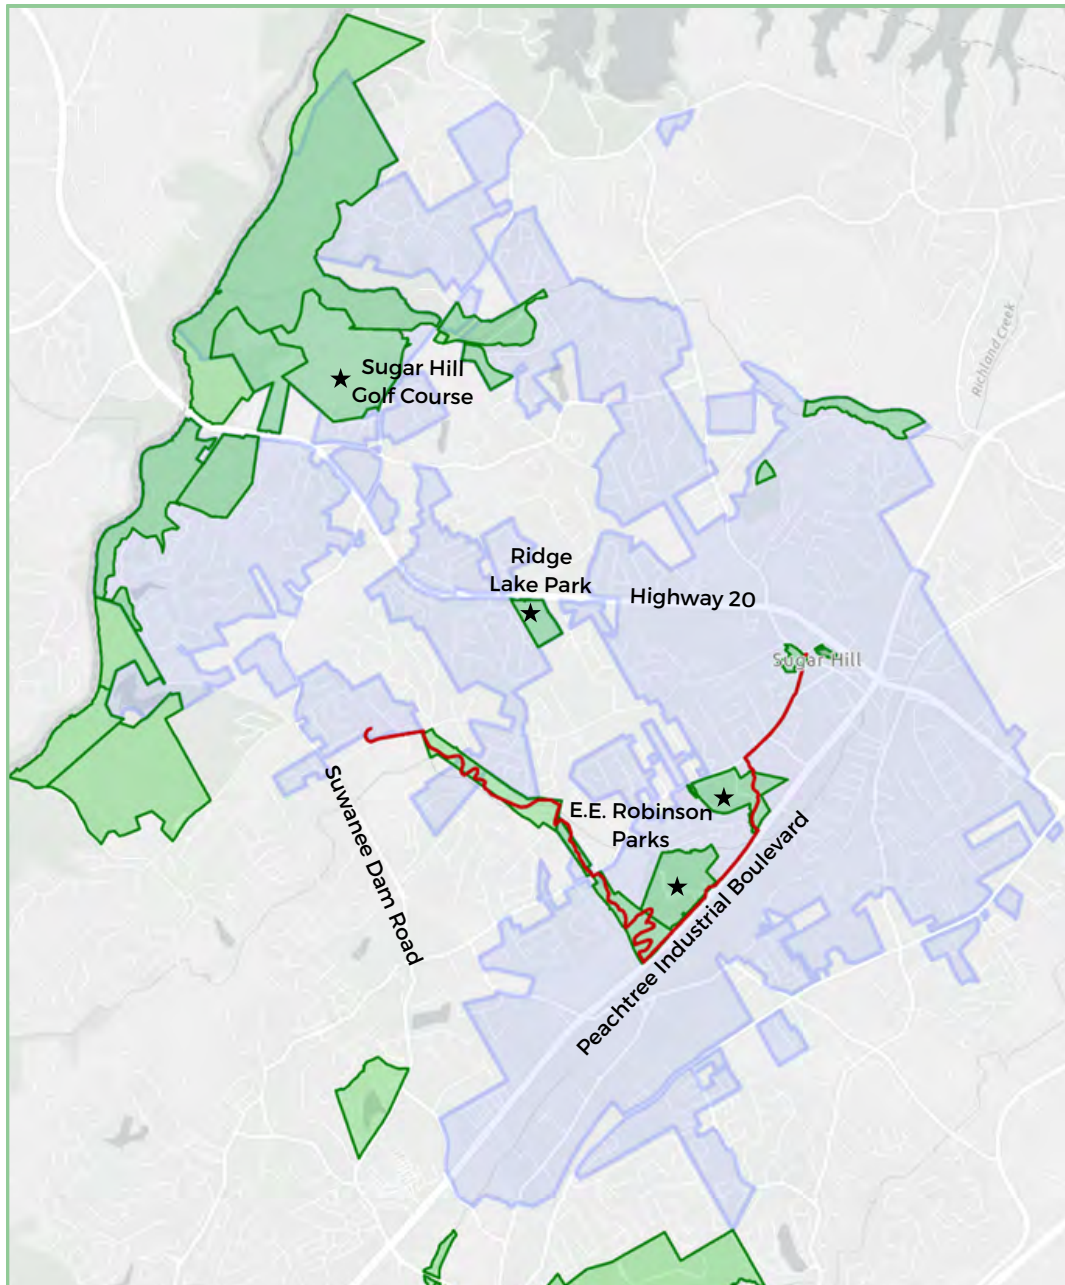 Richland Creek
Sugar Hill
Golf Course
Ridge
Lake Park
Highway 20
Sugar Hill
Suwanee Dam Road
E.E. Robinson
Parks
Peachtree Industrial Boulevard